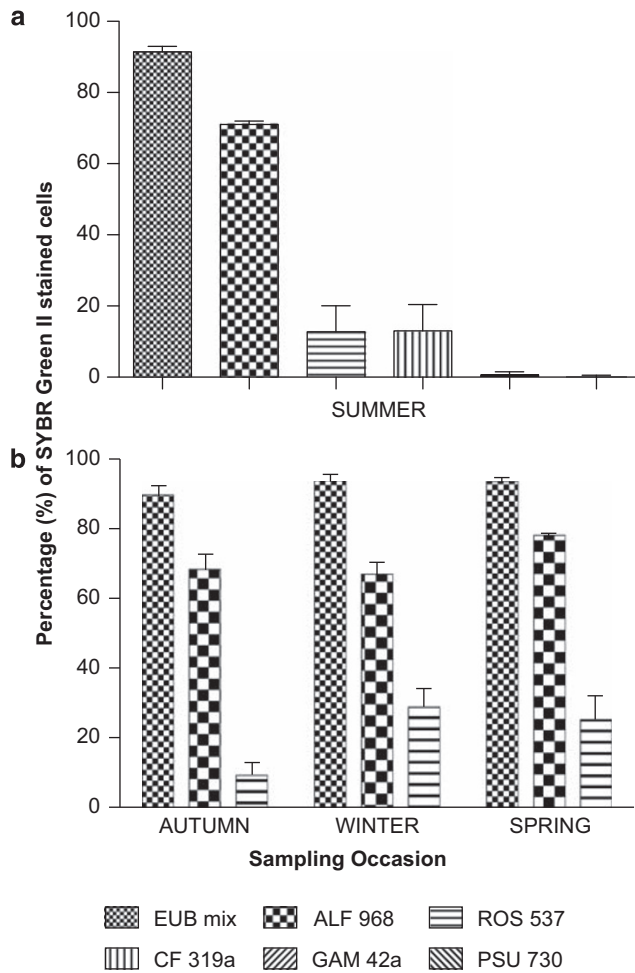 a
100
80
60
40
20
0
SUMMER
Percentage (%) of SYBR Green II stained cells
b
100
80
60
40
20
0
AUTUMN WINTER SPRING
Sampling Occasion
EUB mix ALF 968 ROS 537
CF 319a GAM 42a PSU 730